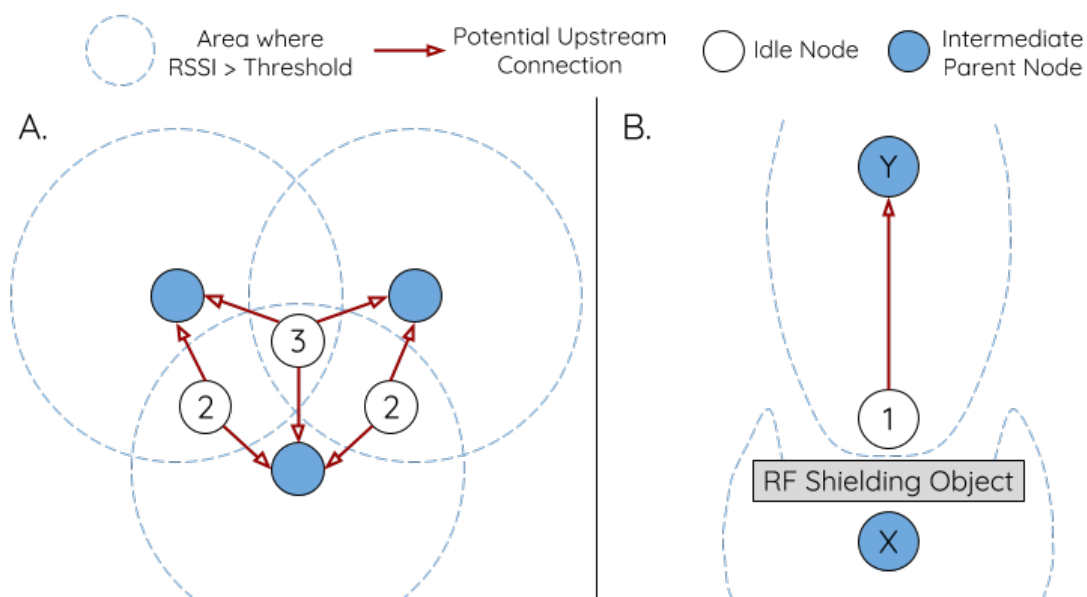 Area where
RSSI > Threshold
Potential Upstream
Connection
Idle Node
Intermediate
Parent Node
A.
B.
Y
3
2
2
1
RF Shielding Object
X